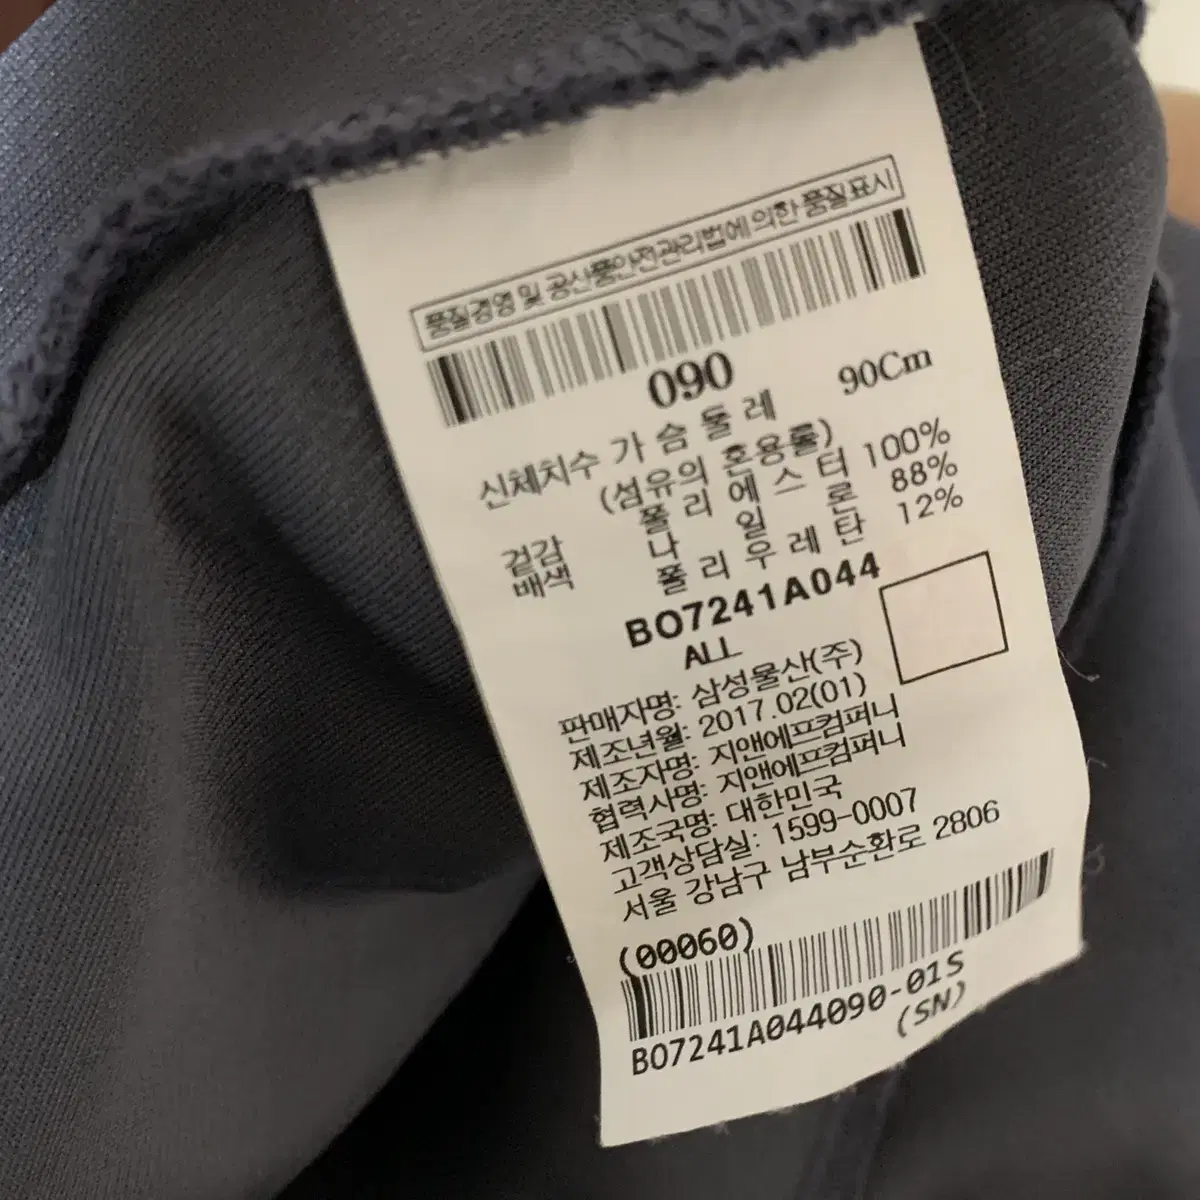 품질경영 및 공산품안전관리법에 의한 품질표시
090
신체치수 가슴둘레 90Cm
(섬유의 혼용률)
겉감 폴리에스터 100%
배색 나일론 88%
폴리우레탄 12%
BO7241A044
ALL
판매자명: 삼성물산(주)
제조년월: 2017.02(01)
제조자명: 지앤에프컴퍼니
협력사명: 지앤에프컴퍼니
제조국명: 대한민국
고객상담실: 1599-0007
서울 강남구 남부순환로 2806
(00060)
BO7241A044090-01S
(SN)